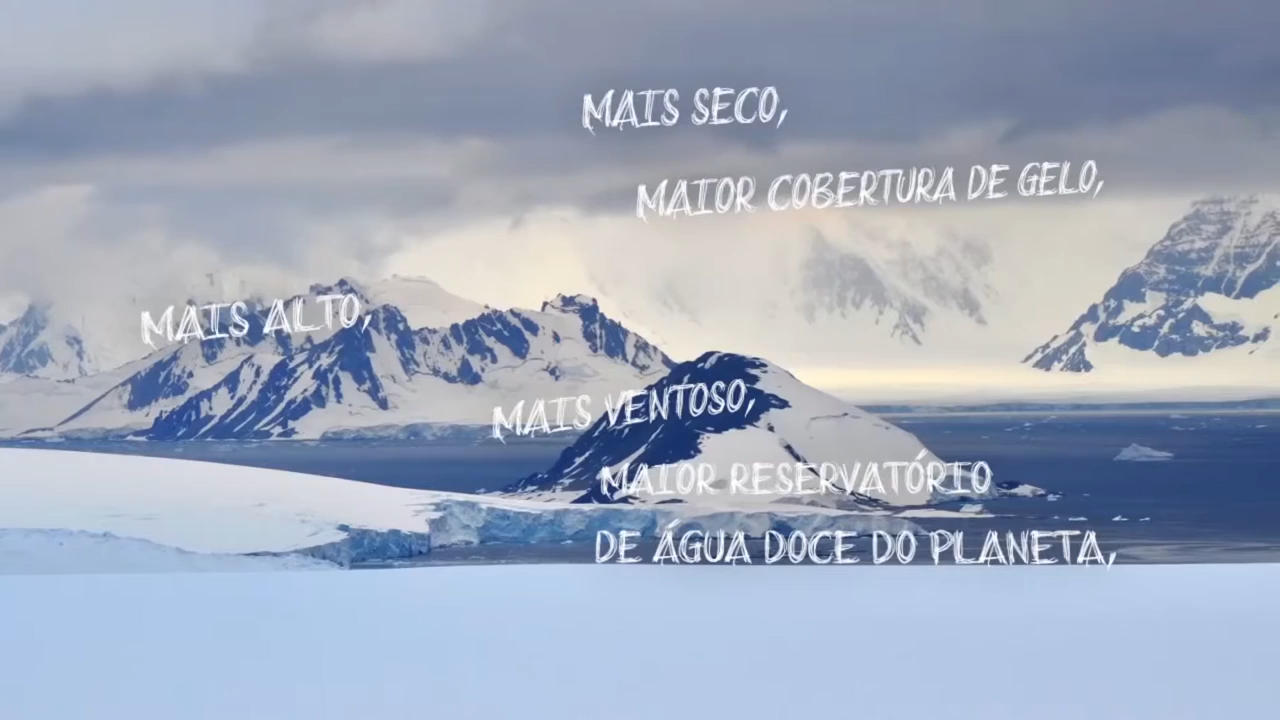 MAIS SECO,
MAIOR COBERTURA DE GELO,
MAIS ALTO,
MAIS VENTOSO,
MAIOR RESERVATÓRIO
DE ÁGUA DOCE DO PLANETA,